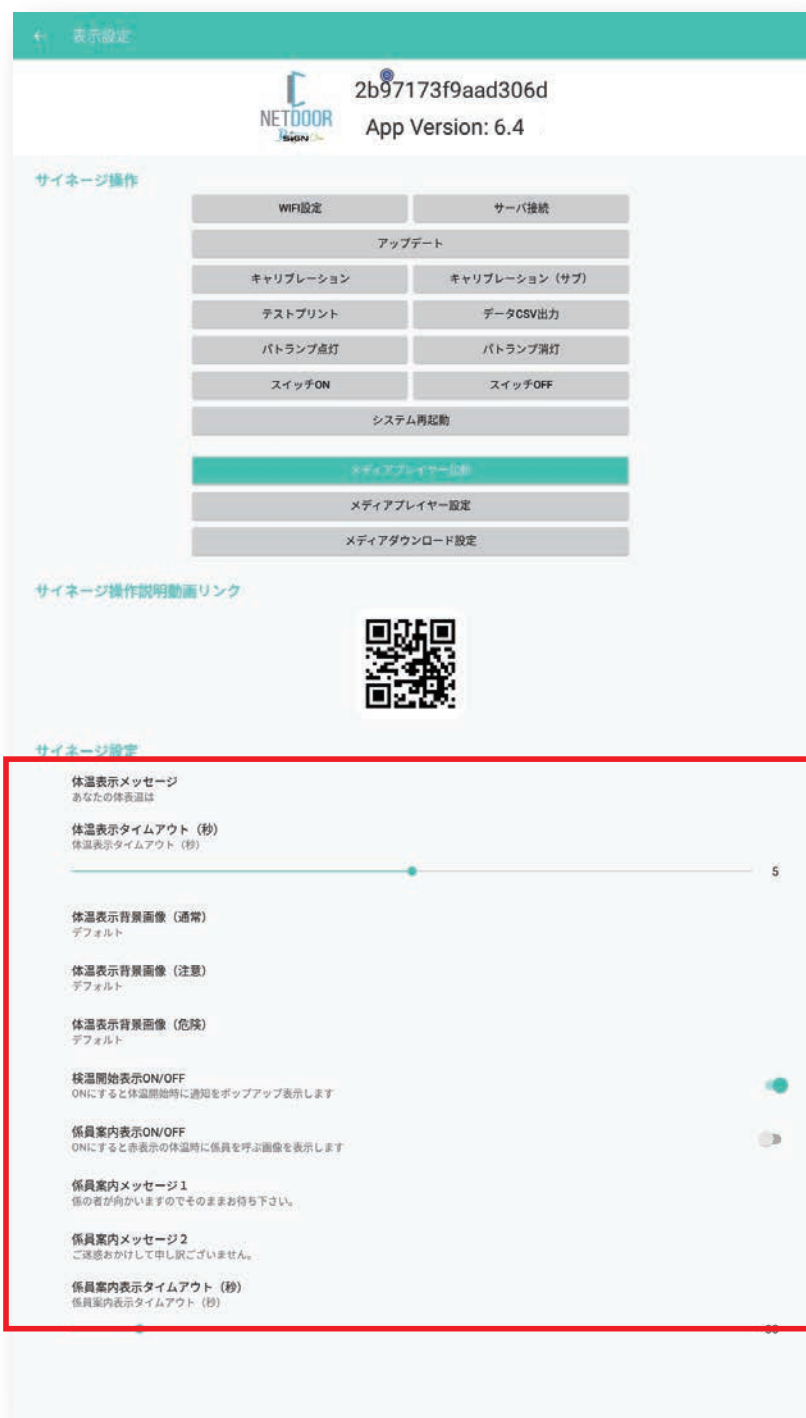 表示設定
2b97173f9aad306d
NETDOOR
SIGN
App Version: 6.4
サイネージ操作
WIFI設定
サーバ接続
アップデート
キャリブレーション
キャリブレーション（サブ）
テストプリント
データCSV出力
パトランプ点灯
パトランプ消灯
スイッチON
スイッチOFF
システム再起動
メディアプレイヤー起動
メディアプレイヤー設定
メディアダウンロード設定
サイネージ操作説明動画リンク
サイネージ設定
体温表示メッセージ
あなたの体表温は
体温表示タイムアウト（秒）
体温表示タイムアウト（秒）
5
体温表示背景画像（通常）
デフォルト
体温表示背景画像（注意）
デフォルト
体温表示背景画像（危険）
デフォルト
検温開始表示ON/OFF
ONにすると体温開始時に通知をポップアップ表示します
係員案内表示ON/OFF
ONにすると赤表示の体温時に係員を呼ぶ画像を表示します
係員案内メッセージ１
係の者が向かいますのでそのままお待ち下さい。
係員案内メッセージ２
ご迷惑おかけして申し訳ございません。
係員案内表示タイムアウト（秒）
係員案内表示タイムアウト（秒）